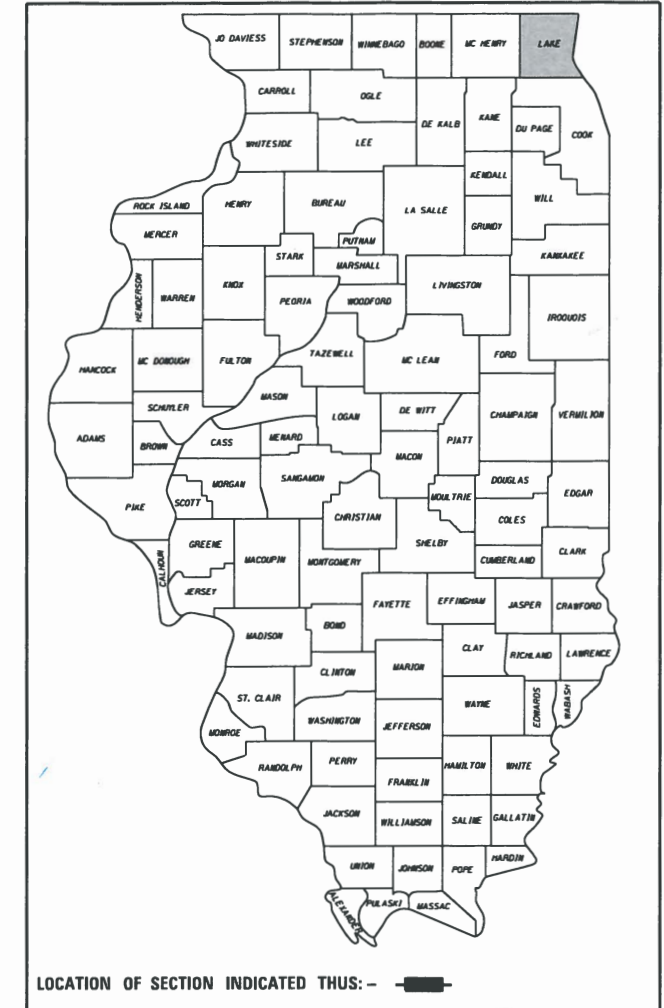 JO DAVIESS STEPHENSON WINNEBAGO BOONE MC HENRY LAKE
CARROLL OGLE DE KALB KANE DU PAGE COOK
WHITESIDE LEE
KENDALL
ROCK ISLAND HENRY BUREAU LA SALLE WILL
MERCER PUTNAM GRUNDY
STARK MARSHALL KANKAKEE
HENDERSON WARREN KNOX PEORIA WOODFORD LIVINGSTON IROQUOIS
HANCOCK MC DONOUGH FULTON TAZEWELL MC LEAN FORD
MASON
SCHUYLER LOGAN DE WITT CHAMPAIGN VERMILION
ADAMS BROWN CASS MENARD MACON PIATT
PIKE SCOTT MORGAN SANGAMON MOULTRIE DOUGLAS EDGAR
CHRISTIAN COLES
CALHOUN GREENE MACOUPIN MONTGOMERY SHELBY CUMBERLAND CLARK
JERSEY FAYETTE EFFINGHAM JASPER CRAWFORD
MADISON BOND
CLINTON MARION CLAY RICHLAND LAWRENCE
ST. CLAIR WAYNE EDWARDS WABASH
MONROE WASHINGTON JEFFERSON
RANDOLPH PERRY HAMILTON WHITE
FRANKLIN
JACKSON WILLIAMSON SALINE GALLATIN
UNION JOHNSON POPE HARDIN
ALEXANDER PULASKI MASSAC
LOCATION OF SECTION INDICATED THUS:-